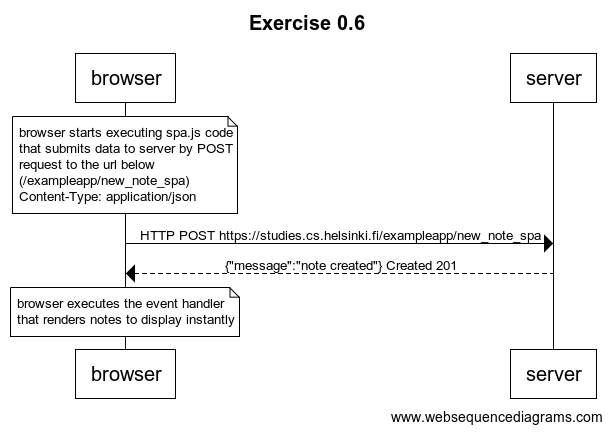 Exercise 0.6
browser
server
browser starts executing spa.js code
that submits data to server by POST
request to the url below
(/exampleapp/new_note_spa)
Content-Type: application/json
HTTP POST https://studies.cs.helsinki.fi/exampleapp/new_note_spa
{"message":"note created"} Created 201
browser executes the event handler
that renders notes to display instantly
browser
server
www.websequencediagrams.com